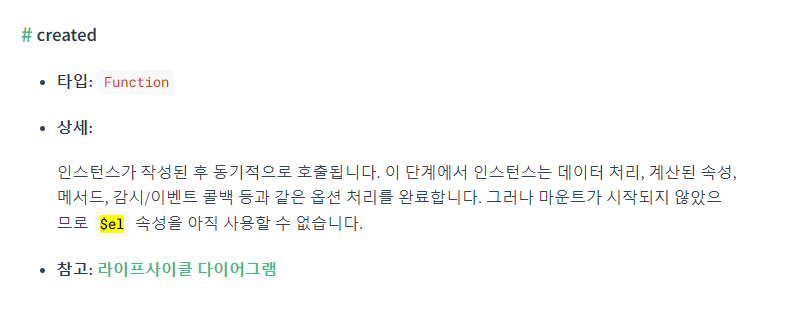 # created
• 타입: Function
• 상세:
인스턴스가 작성된 후 동기적으로 호출됩니다. 이 단계에서 인스턴스는 데이터 처리, 계산된 속성,
메서드, 감시/이벤트 콜백 등과 같은 옵션 처리를 완료합니다. 그러나 마운트가 시작되지 않았으
므로 $el 속성을 아직 사용할 수 없습니다.
• 참고: 라이프사이클 다이어그램